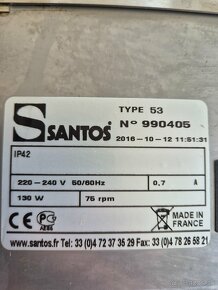 TYPE 53
N° 990405
SANTOS®
2016-10-12 11:51:31
IP42
220-240 V 50/60Hz 0,7 A
130 W 75 rpm
CE
MADE IN
FRANCE
www.santos.fr Tel 33 (0)4 72 37 35 29 Fax 33 (0)4 78 26 58 21